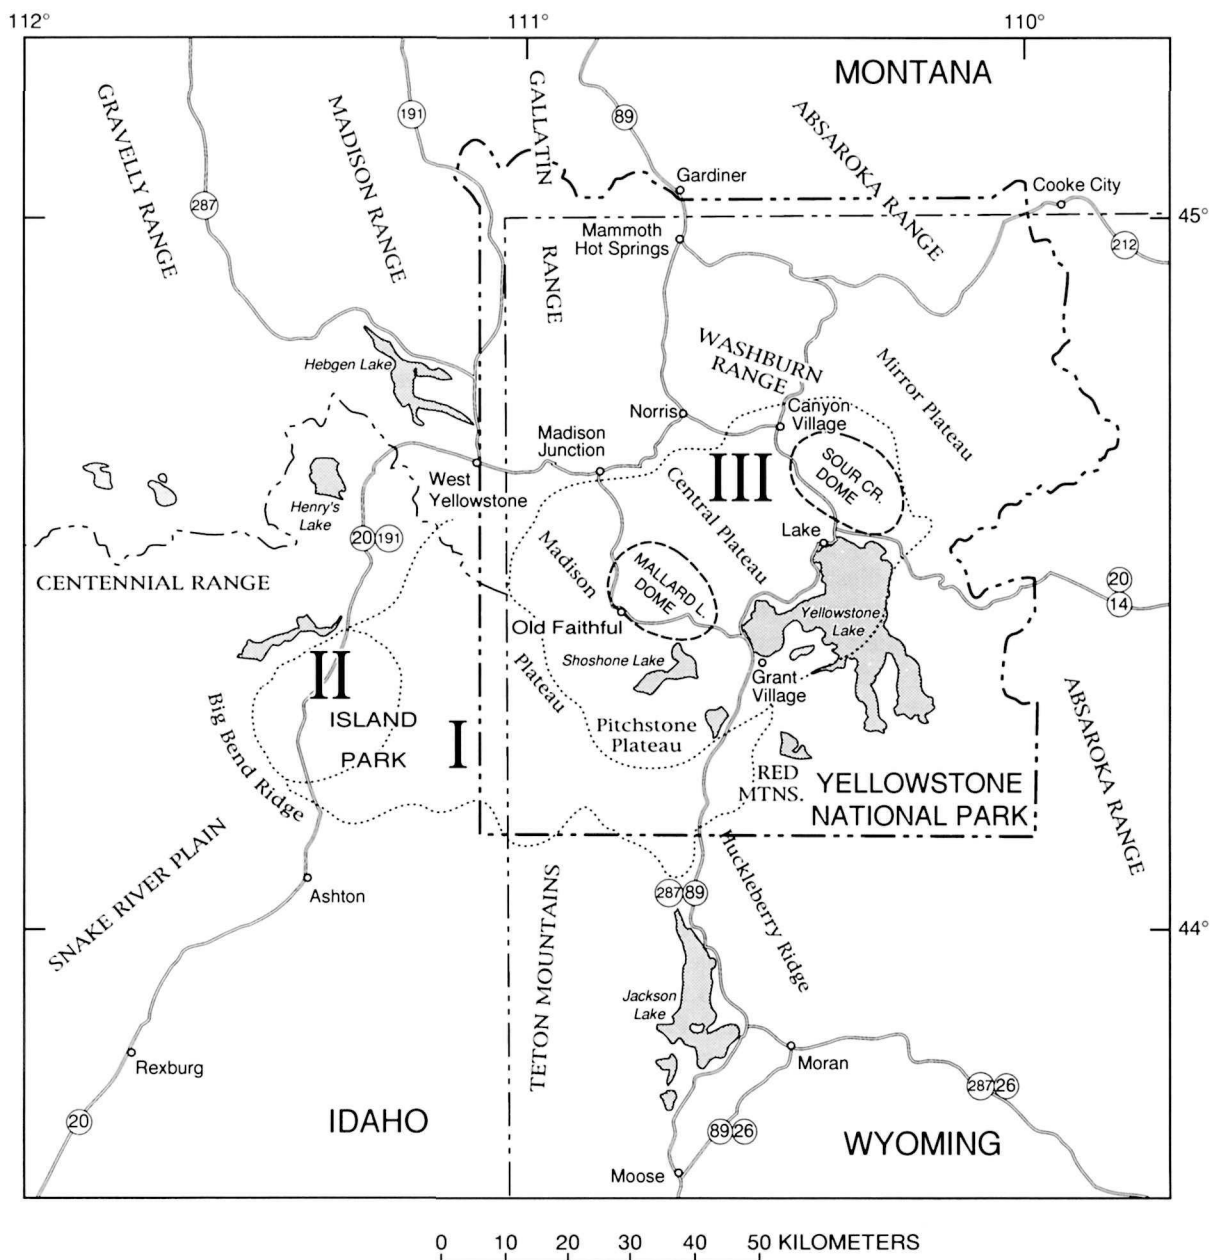 112°
111°
110°
MONTANA
GRAVELLY RANGE
MADISON RANGE
GALLATIN
RANGE
ABSAROKA RANGE
191
89
287
Gardiner
Cooke City
45°
212
Mammoth
Hot Springs
WASHBURN
RANGE
Mirror Plateau
Hebgen Lake
Norris
Canyon
Village
Madison
Junction
III
SOUR CR.
DOME
West
Yellowstone
Central Plateau
Henry's
Lake
20 191
Lake
CENTENNIAL RANGE
Madison
Plateau
MALLARD L.
DOME
20
14
Old Faithful
Yellowstone
Lake
Shoshone Lake
Grant
Village
II
ISLAND
PARK
Big Bend Ridge
I
Pitchstone
Plateau
RED
MTNS.
YELLOWSTONE
NATIONAL PARK
ABSAROKA RANGE
SNAKE RIVER PLAIN
Ashton
287 89
Huckleberry Ridge
44°
TETON MOUNTAINS
Jackson
Lake
Rexburg
Moran
287 26
20
IDAHO
89 26
WYOMING
Moose
0 10 20 30 40 50 KILOMETERS